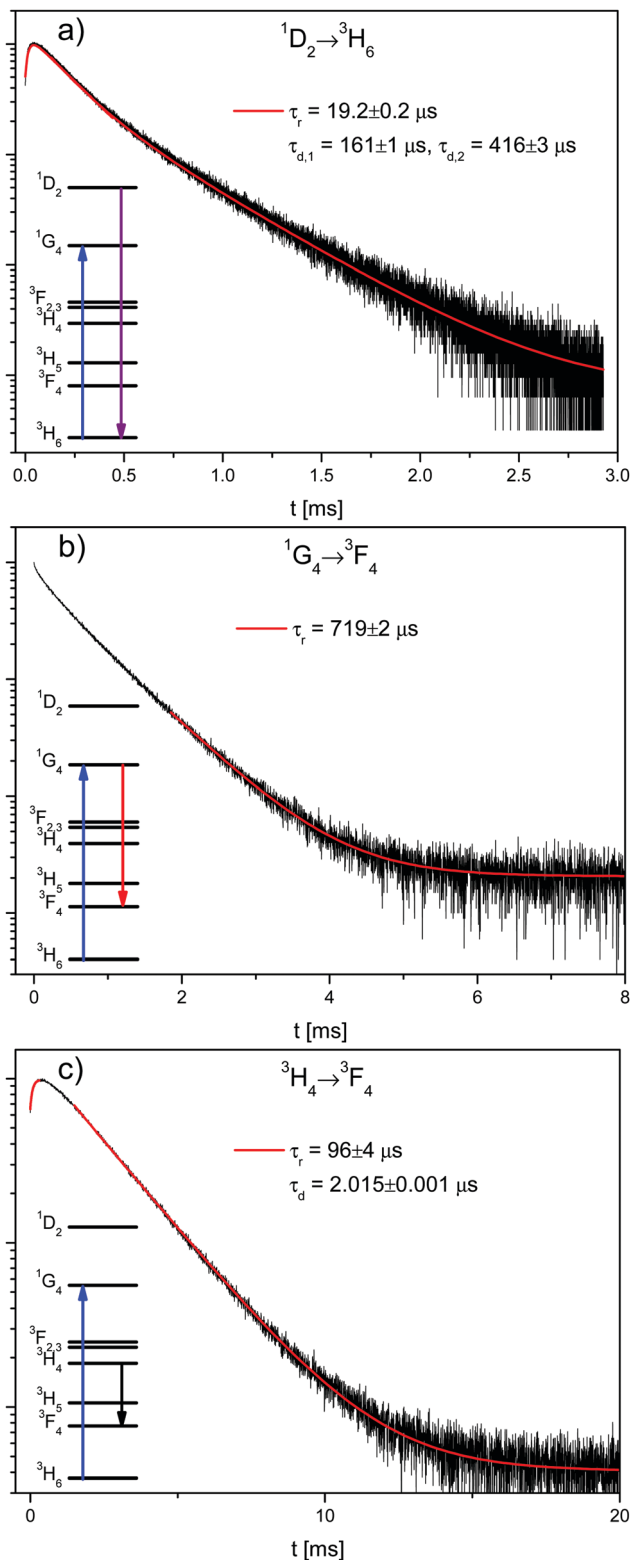 a)
¹D₂→³H₆
τᵣ = 19.2±0.2 μs
τd,1 = 161±1 μs, τd,2 = 416±3 μs
¹D₂
¹G₄
³F₂,₃
³H₄
³H₅
³F₄
³H₆
0.0 0.5 1.0 1.5 2.0 2.5 3.0
t [ms]
b)
¹G₄→³F₄
τᵣ = 719±2 μs
¹D₂
¹G₄
³F₂,₃
³H₄
³H₅
³F₄
³H₆
0 2 4 6 8
t [ms]
c)
³H₄→³F₄
τᵣ = 96±4 μs
τd = 2.015±0.001 μs
¹D₂
¹G₄
³F₂,₃
³H₄
³H₅
³F₄
³H₆
0 10 20
t [ms]